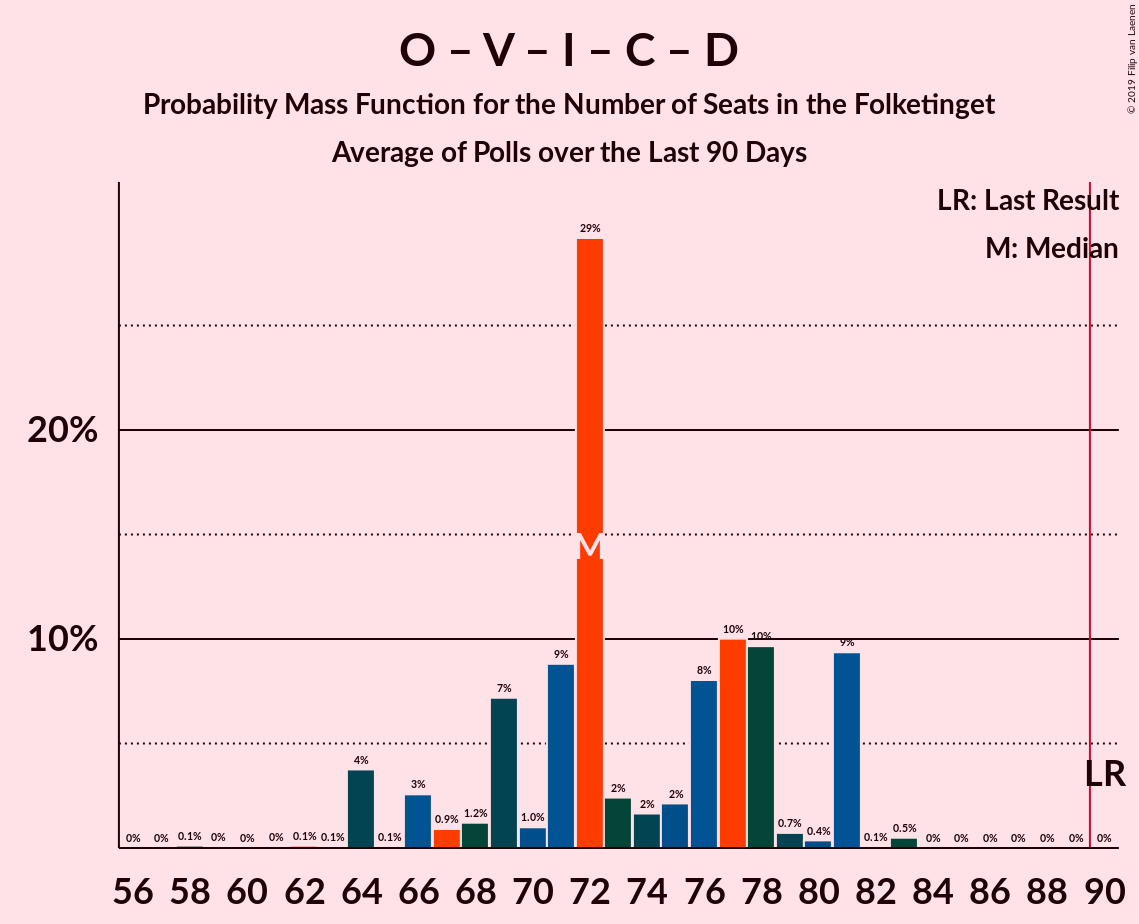 O – V – I – C – D
Probability Mass Function for the Number of Seats in the Folketinget
Average of Polls over the Last 90 Days
© 2019 Filip van Laenen
LR: Last Result
M: Median
20%
10%
0% 0% 0.1% 0% 0% 0% 0.1% 0.1% 4% 0.1% 3% 0.9% 1.2% 7% 1.0% 9% 29% 2% 2% 2% 8% 10% 10% 0.7% 0.4% 9% 0.1% 0.5% 0% 0% 0% 0% 0% 0% 0%
M
LR
56 58 60 62 64 66 68 70 72 74 76 78 80 82 84 86 88 90